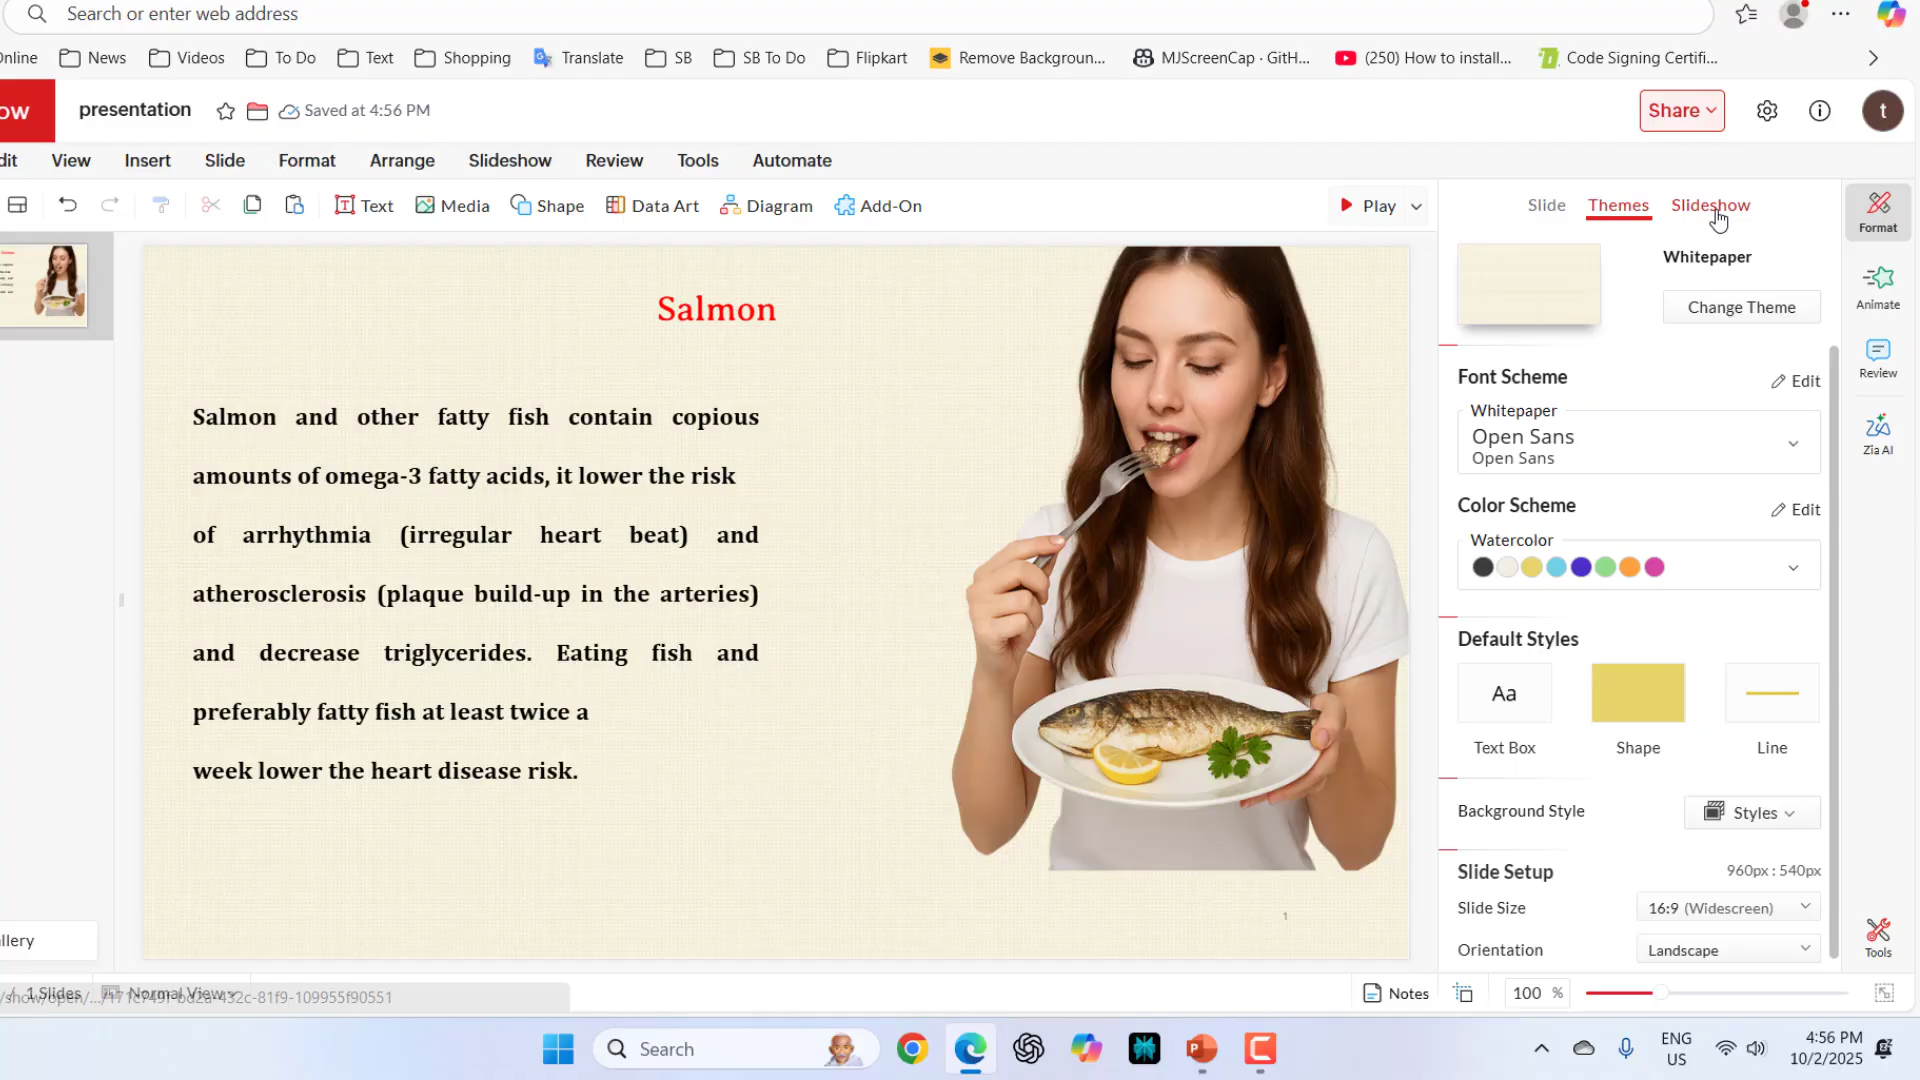 Search or enter web address
nline
News
Videos
To Do
Text
Shopping
Translate
SB
SB To Do
Flipkart
Remove Backgroun...
MJScreenCap · GitH...
(250) How to install...
Code Signing Certifi...
ow
presentation
Saved at 4:56 PM
Share
t
dit
View
Insert
Slide
Format
Arrange
Slideshow
Review
Tools
Automate
Text
Media
Shape
Data Art
Diagram
Add-On
Play
Slide
Themes
Slideshow
Format
Animate
Review
Zia AI
Tools
Salmon
Salmon and other fatty fish contain copious
amounts of omega-3 fatty acids, it lower the risk
of arrhythmia (irregular heart beat) and
atherosclerosis (plaque build-up in the arteries)
and decrease triglycerides. Eating fish and
preferably fatty fish at least twice a
week lower the heart disease risk.
1
Whitepaper
Change Theme
Font Scheme
Edit
Whitepaper
Open Sans
Open Sans
Color Scheme
Edit
Watercolor
Default Styles
Aa
Text Box
Shape
Line
Background Style
Styles
Slide Setup
960px : 540px
Slide Size
16:9 (Widescreen)
Orientation
Landscape
llery
/ 1 Slides
Normal View
Notes
100 %
Search
ENG
US
4:56 PM
10/2/2025